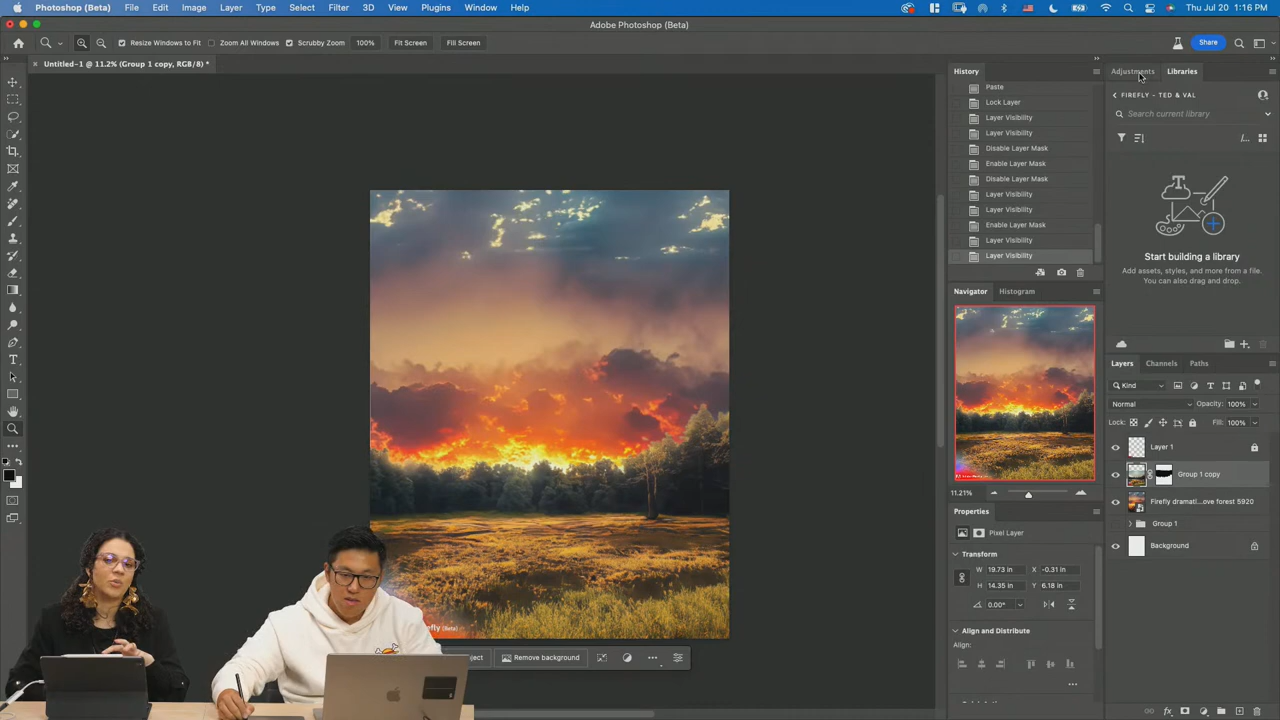 Photoshop (Beta) File Edit Image Layer Type Select Filter 3D View Plugins Window Help Thu Jul 20 1:16 PM
Adobe Photoshop (Beta)
Resize Windows to Fit Zoom All Windows Scrubby Zoom 100% Fit Screen Fill Screen Share
Untitled-1 @ 11.2% (Group 1 copy, RGB/8) *
History
Paste
Lock Layer
Layer Visibility
Layer Visibility
Disable Layer Mask
Enable Layer Mask
Disable Layer Mask
Layer Visibility
Layer Visibility
Enable Layer Mask
Layer Visibility
Layer Visibility
Navigator Histogram
11.21%
Properties
Pixel Layer
Transform
W 19.73 in X -0.31 in
H 14.35 in Y 6.18 in
0.00°
Align and Distribute
Align:
Adjustments Libraries
FIREFLY - TED & VAL
Search current library
Start building a library
Add assets, styles, and more from a file.
You can also drag and drop.
Layers Channels Paths
Kind
Normal Opacity: 100%
Lock: Fill: 100%
Layer 1
Group 1 copy
Firefly dramati...ove forest 5920
Group 1
Background
efly (Beta)
ject Remove background